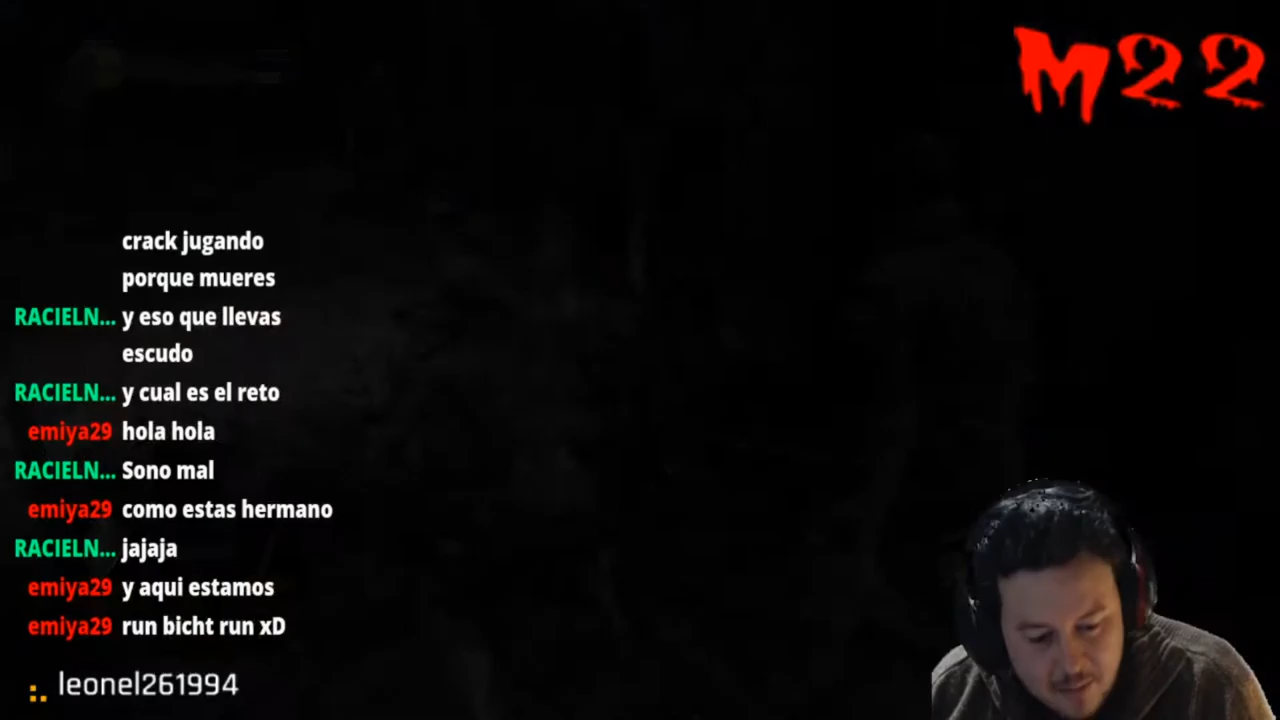 M22
crack jugando
porque mueres
RACIELN... y eso que llevas
escudo
RACIELN... y cual es el reto
emiya29 hola hola
RACIELN... Sono mal
emiya29 como estas hermano
RACIELN... jajaja
emiya29 y aqui estamos
emiya29 run bicht run xD
leonel261994